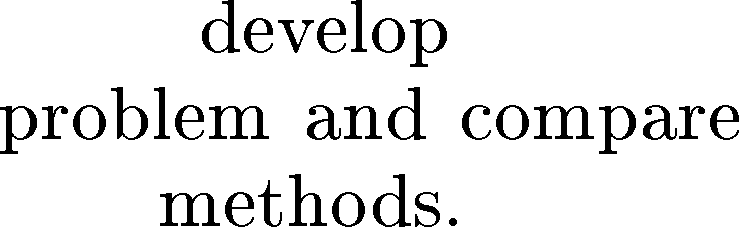 develop
problem and compare
methods.